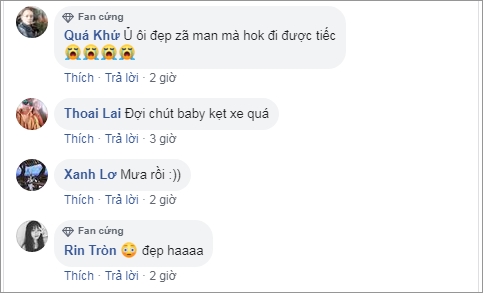 Fan cứng
Quá Khứ Ủ ôi đẹp zã man mà hok đi được tiếc
😭😭😭😭
Thích · Trả lời · 2 giờ
Thoai Lai Đợi chút baby kẹt xe quá
Thích · Trả lời · 3 giờ
Xanh Lơ Mưa rồi :))
Thích · Trả lời · 2 giờ
Fan cứng
Rin Tròn 😳 đẹp haaaa
Thích · Trả lời · 2 giờ